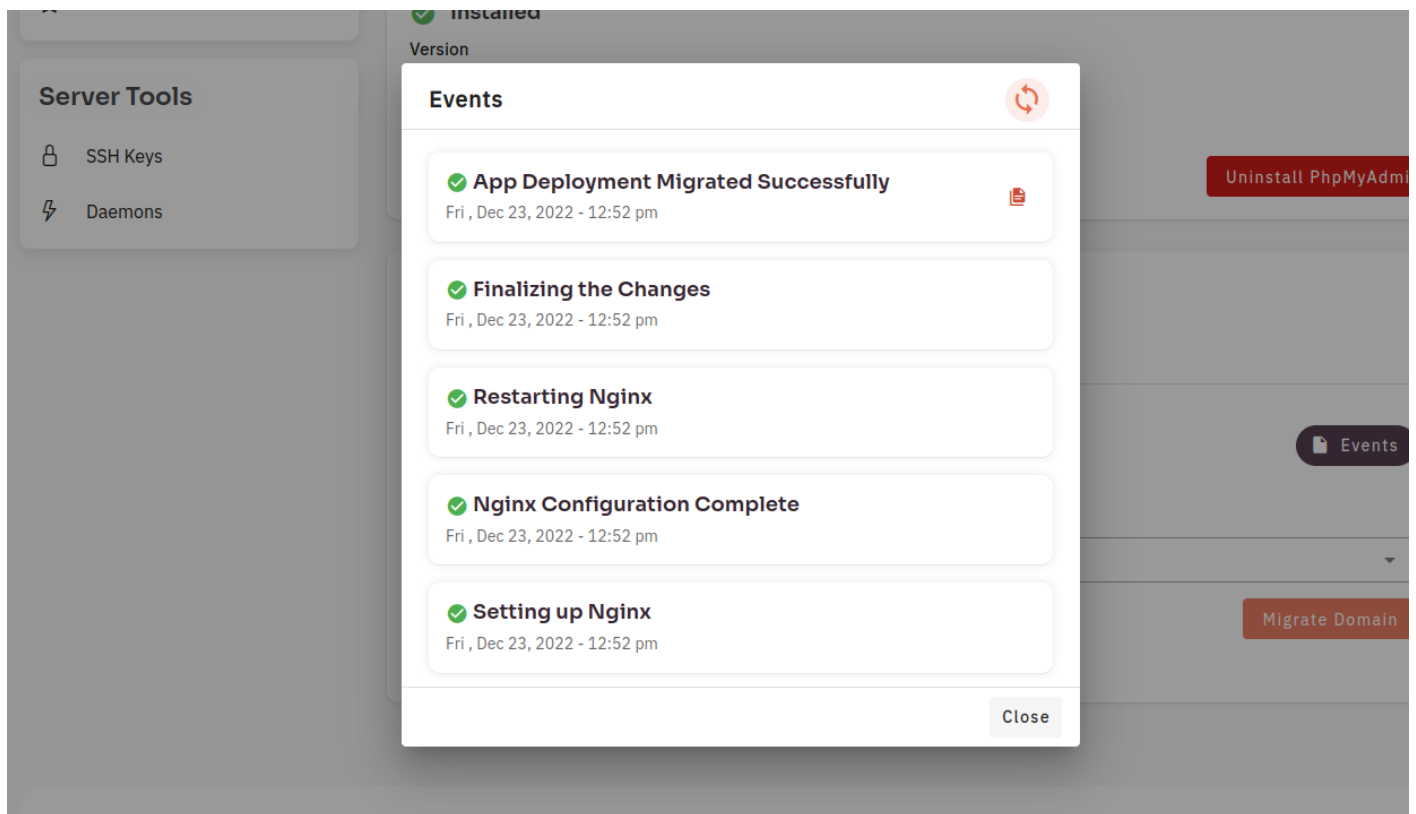 Installed
Version
Server Tools
SSH Keys
Daemons
Events
App Deployment Migrated Successfully
Fri , Dec 23, 2022 - 12:52 pm
Finalizing the Changes
Fri , Dec 23, 2022 - 12:52 pm
Restarting Nginx
Fri , Dec 23, 2022 - 12:52 pm
Nginx Configuration Complete
Fri , Dec 23, 2022 - 12:52 pm
Setting up Nginx
Fri , Dec 23, 2022 - 12:52 pm
Close
Uninstall PhpMyAdmi
Events
Migrate Domain